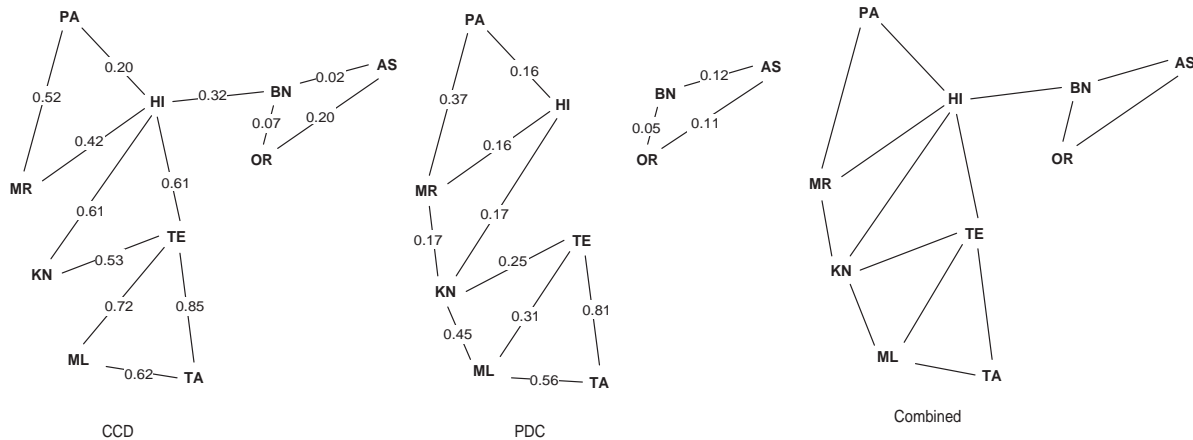 PA
0.20
0.52
HI
0.32
BN
0.02
AS
0.07
0.20
OR
0.42
MR
0.61
0.61
TE
KN
0.53
0.72
0.85
ML
0.62
TA
CCD
PA
0.16
0.37
HI
BN
0.12
AS
0.05
0.11
OR
0.16
MR
0.17
0.17
TE
0.25
KN
0.31
0.81
0.45
ML
0.56
TA
PDC
PA
HI
BN
AS
OR
MR
TE
KN
ML
TA
Combined